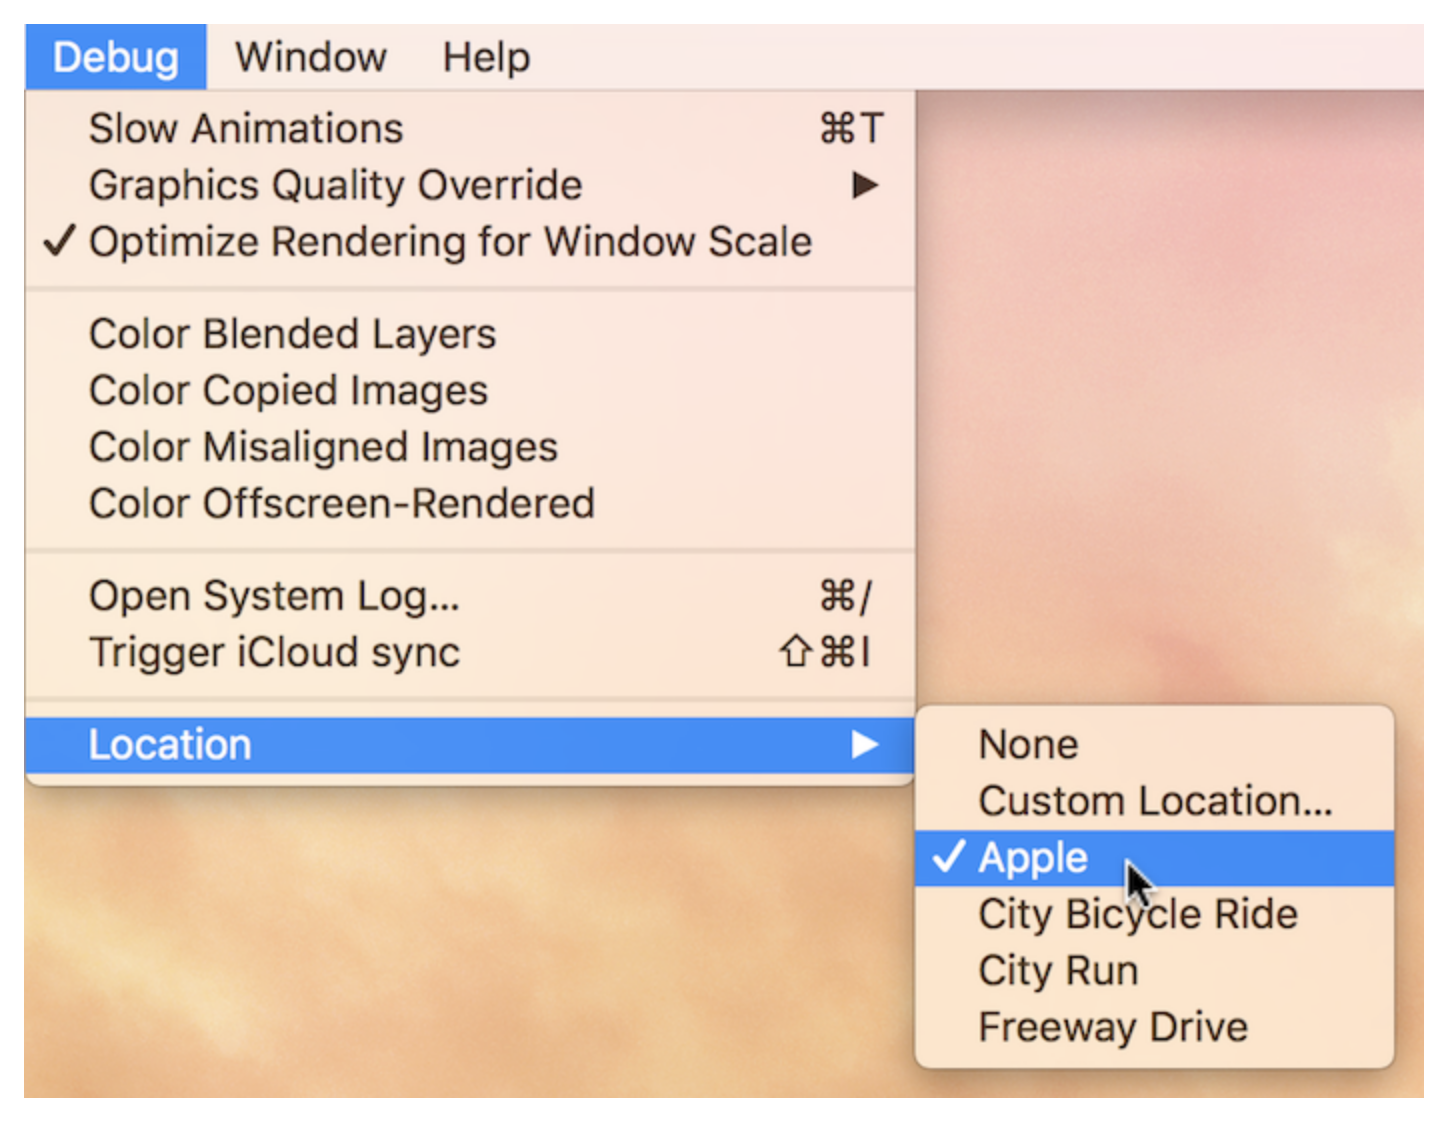 Debug Window Help
Slow Animations ⌘T
Graphics Quality Override ▶
✓ Optimize Rendering for Window Scale
Color Blended Layers
Color Copied Images
Color Misaligned Images
Color Offscreen-Rendered
Open System Log... ⌘/
Trigger iCloud sync ⇧⌘I
Location ▶
None
Custom Location...
✓ Apple
City Bicycle Ride
City Run
Freeway Drive